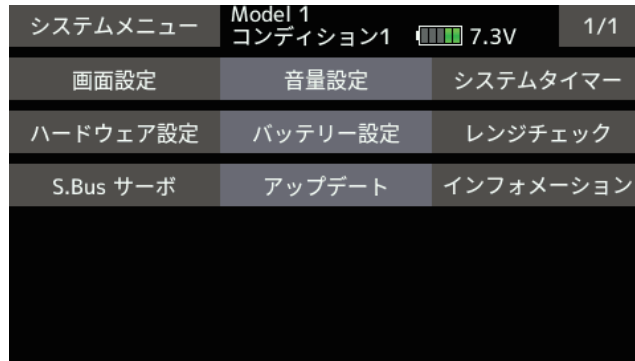 システムメニュー
Model 1
コンディション1
7.3V
1/1
画面設定
音量設定
システムタイマー
ハードウェア設定
バッテリー設定
レンジチェック
S.Bus サーボ
アップデート
インフォメーション